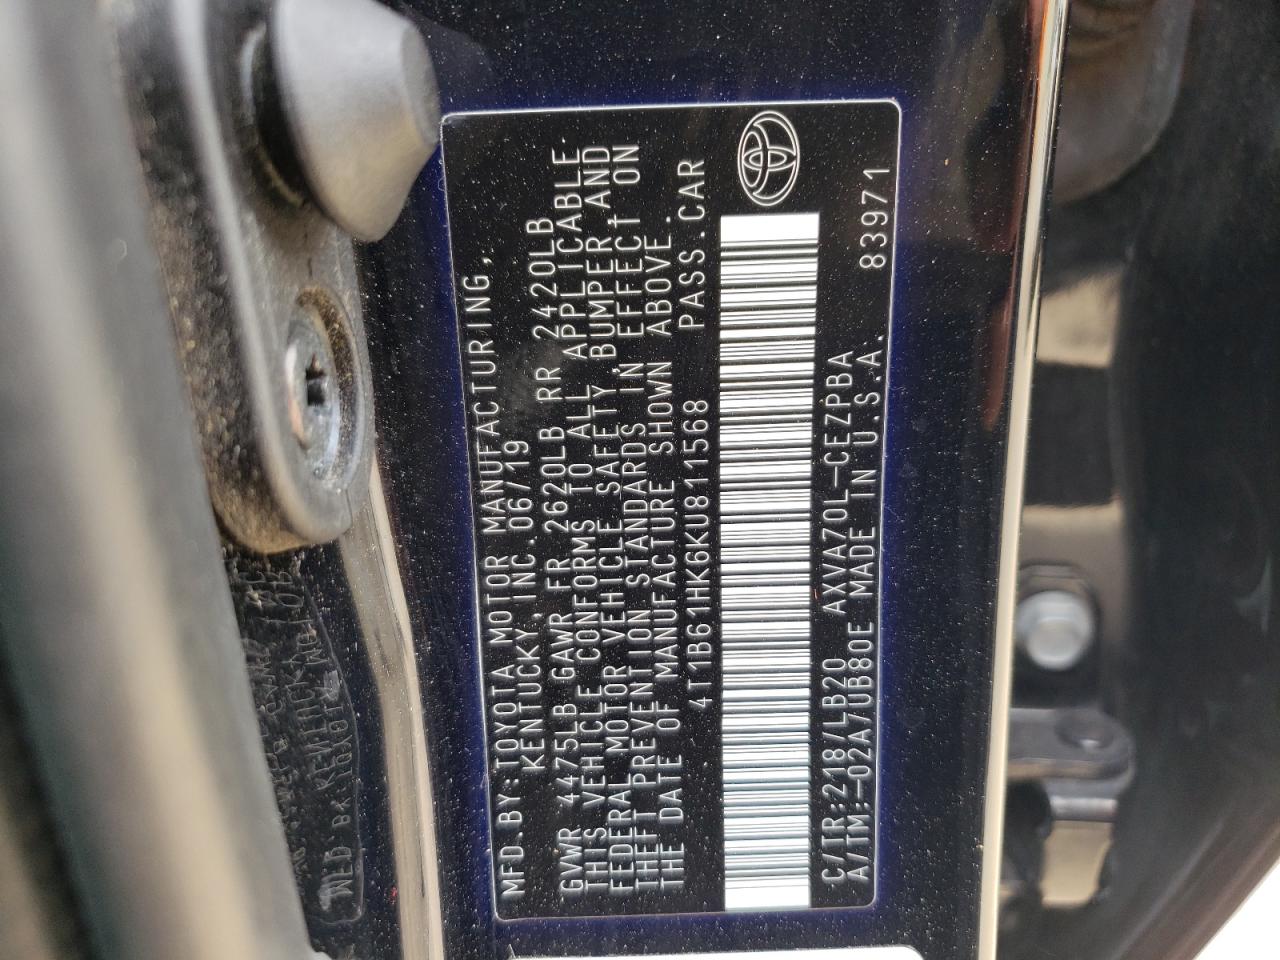 MFD.BY:TOYOTA MOTOR MANUFACTURING,
KENTUCKY, INC.06/19
GVWR 4475LB GAWR FR 2620LB RR 2420LB
THIS VEHICLE CONFORMS TO ALL APPLICABLE
FEDERAL MOTOR VEHICLE SAFETY,BUMPER,AND
THEFT PREVENTION STANDARDS IN EFFECT ON
THE DATE OF MANUFACTURE SHOWN ABOVE.
4T1B61HK6KU811568 PASS.CAR
C/TR:218/LB20 AXVA70L-CEZPBA
A/TM:-02A/UB80E MADE IN U.S.A. 83971